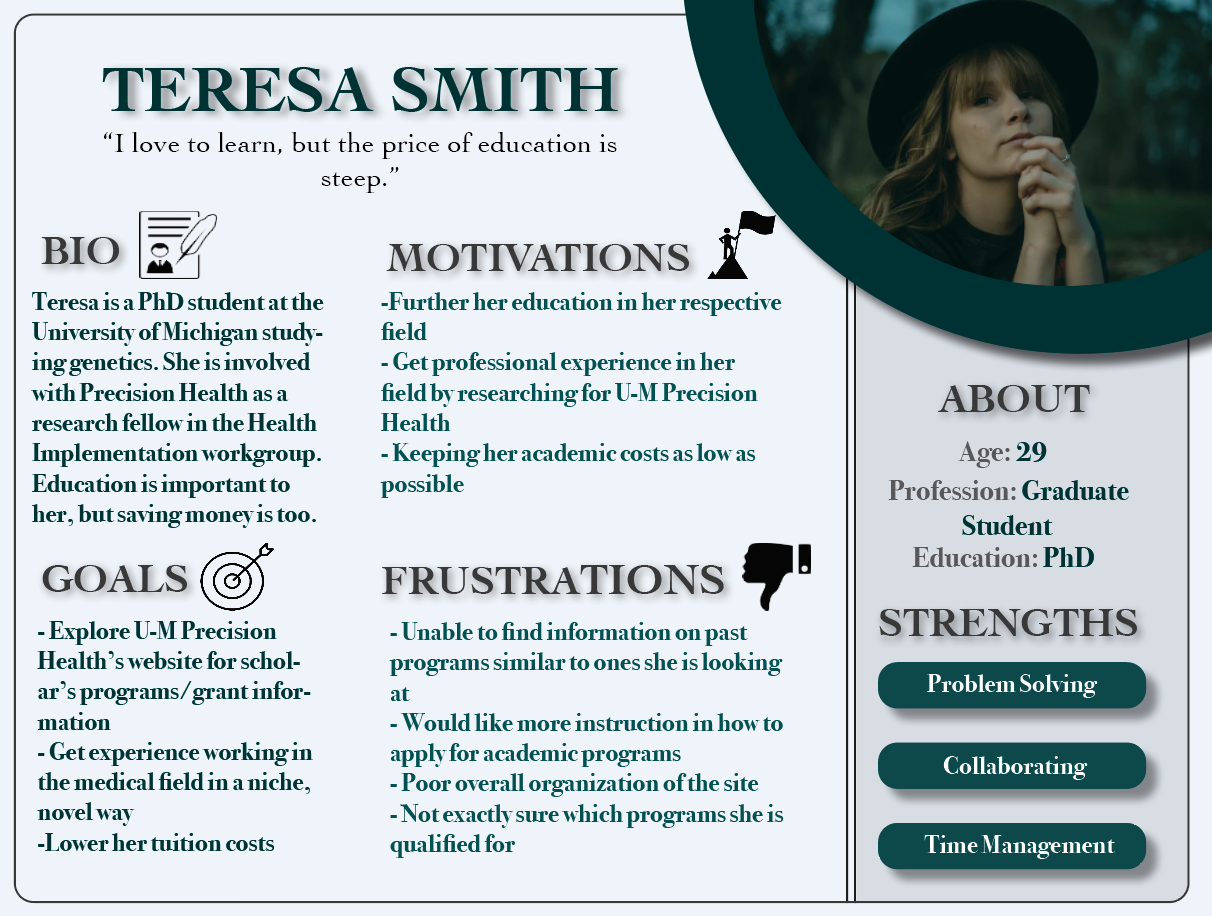 TERESA SMITH
“I love to learn, but the price of education is
steep.”
BIO
Teresa is a PhD student at the
University of Michigan study-
ing genetics. She is involved
with Precision Health as a
research fellow in the Health
Implementation workgroup.
Education is important to
her, but saving money is too.
MOTIVATIONS
-Further her education in her respective
field
- Get professional experience in her
field by researching for U-M Precision
Health
- Keeping her academic costs as low as
possible
GOALS
- Explore U-M Precision
Health’s website for schol-
ar’s programs/grant infor-
mation
- Get experience working in
the medical field in a niche,
novel way
-Lower her tuition costs
FRUSTRATIONS
- Unable to find information on past
programs similar to ones she is looking
at
- Would like more instruction in how to
apply for academic programs
- Poor overall organization of the site
- Not exactly sure which programs she is
qualified for
ABOUT
Age: 29
Profession: Graduate
Student
Education: PhD
STRENGTHS
Problem Solving
Collaborating
Time Management